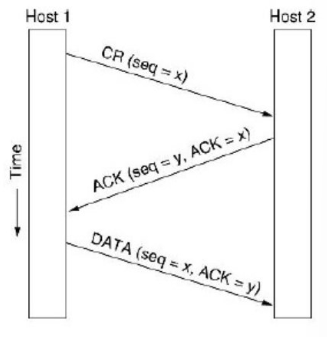 Host 1
Host 2
CR (seq = x)
ACK (seq = y, ACK = x)
DATA (seq = x, ACK = y)
Time